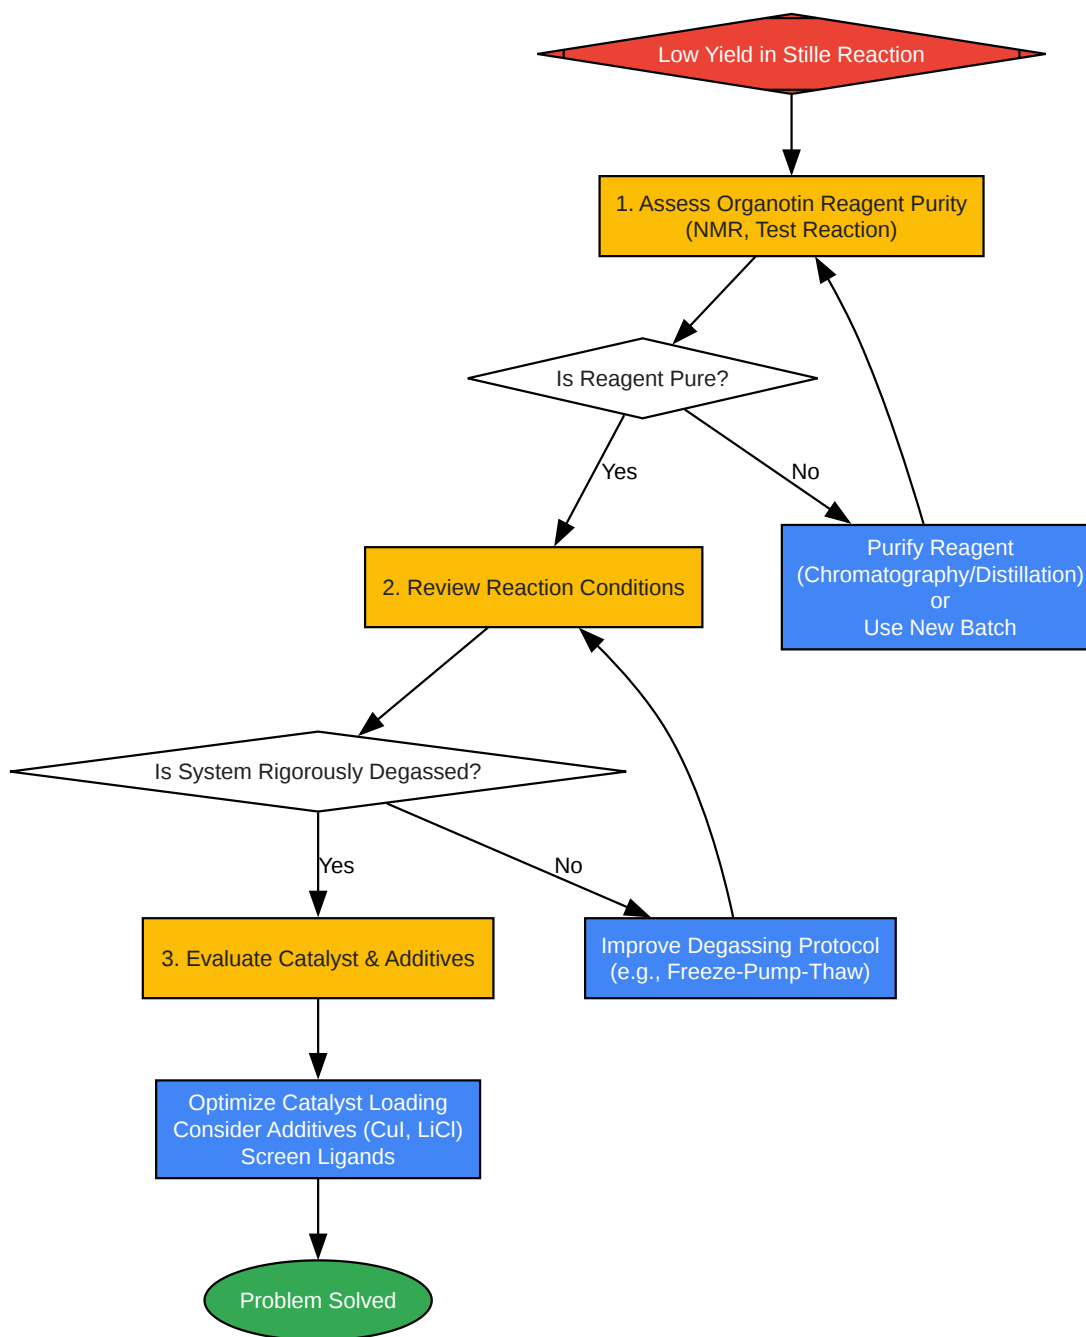 Low Yield in Stille Reaction
1. Assess Organotin Reagent Purity
(NMR, Test Reaction)
Is Reagent Pure?
Yes
No
Purify Reagent
(Chromatography/Distillation)
or
Use New Batch
2. Review Reaction Conditions
Is System Rigorously Degassed?
Yes
No
3. Evaluate Catalyst & Additives
Improve Degassing Protocol
(e.g., Freeze-Pump-Thaw)
Optimize Catalyst Loading
Consider Additives (CuI, LiCl)
Screen Ligands
Problem Solved